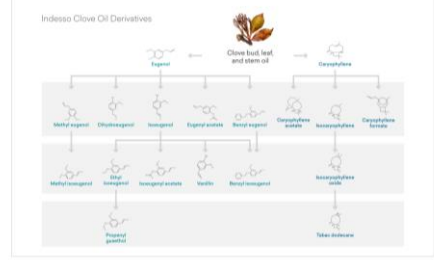 Indesso Clove Oil Derivatives
Clove bud, leaf,
and stem oil
Eugenol
Caryophyllene
Methyl eugenol
Dihydroeugenol
Isoeugenol
Eugenyl acetate
Benzyl eugenol
Caryophyllene
acetate
Isocaryophyllene
Caryophyllene
formate
Methyl isoeugenol
Ethyl
isoeugenol
Isoeugenyl acetate
Vanillin
Benzyl isoeugenol
Isocaryophyllene
oxide
Propenyl
guaethol